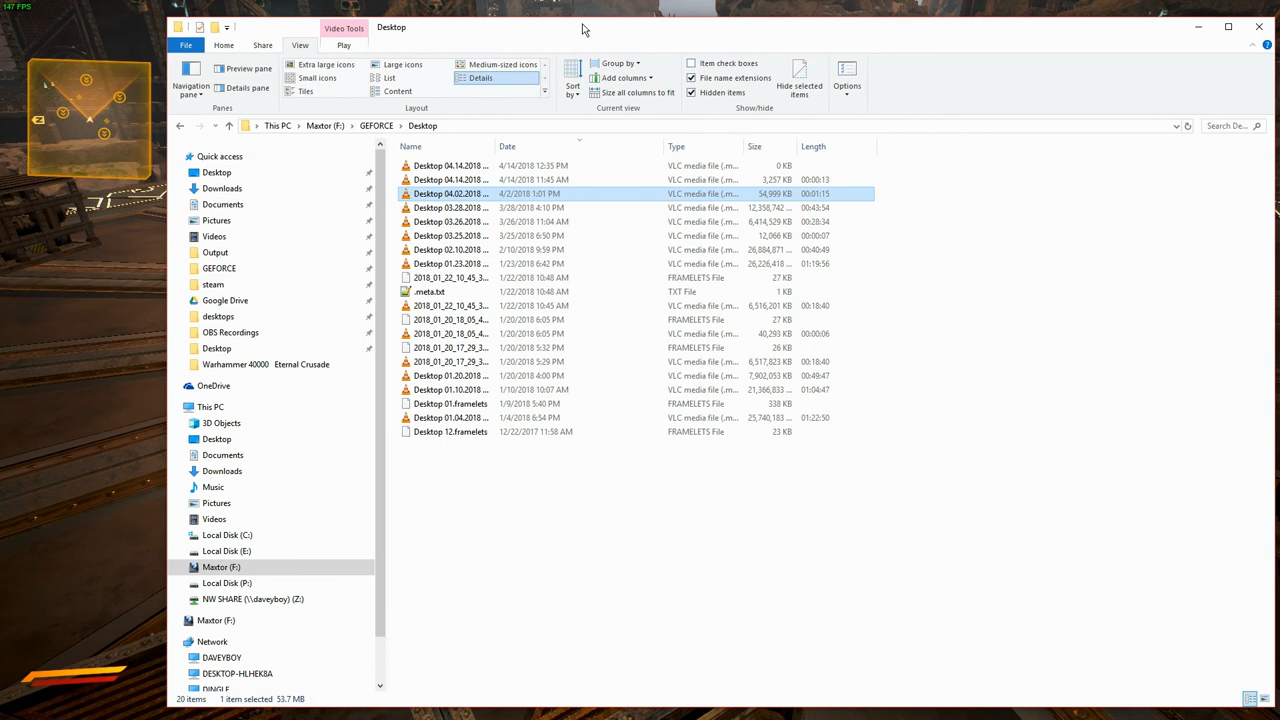 147 FPS
Video Tools Desktop
File Home Share View Play
Navigation pane Preview pane Details pane Panes
Extra large icons Large icons Medium-sized icons
Small icons List Details
Tiles Content
Layout
Sort by Group by Add columns Size all columns to fit Current view
Item check boxes File name extensions Hidden items Hide selected items Show/hide
Options
This PC > Maxtor (F:) > GEFORCE > Desktop Search De...
Name Date Type Size Length
Desktop 04.14.2018 ... 4/14/2018 12:35 PM VLC media file (.m... 0 KB
Desktop 04.14.2018 ... 4/14/2018 11:45 AM VLC media file (.m... 3,257 KB 00:00:13
Desktop 04.02.2018 ... 4/2/2018 1:01 PM VLC media file (.m... 54,999 KB 00:01:15
Desktop 03.28.2018 ... 3/28/2018 4:10 PM VLC media file (.m... 12,358,742 ... 00:43:54
Desktop 03.26.2018 ... 3/26/2018 11:04 AM VLC media file (.m... 6,414,529 KB 00:28:34
Desktop 03.25.2018 ... 3/25/2018 6:50 PM VLC media file (.m... 12,066 KB 00:00:07
Desktop 02.10.2018 ... 2/10/2018 9:59 PM VLC media file (.m... 26,884,871 ... 00:40:49
Desktop 01.23.2018 ... 1/23/2018 6:42 PM VLC media file (.m... 26,226,418 ... 01:19:56
2018_01_22_10_45_3... 1/22/2018 10:48 AM FRAMELETS File 27 KB
.meta.txt 1/22/2018 10:48 AM TXT File 1 KB
2018_01_22_10_45_3... 1/22/2018 10:45 AM VLC media file (.m... 6,516,201 KB 00:18:40
2018_01_20_18_05_4... 1/20/2018 6:05 PM FRAMELETS File 27 KB
2018_01_20_18_05_4... 1/20/2018 6:05 PM VLC media file (.m... 40,293 KB 00:00:06
2018_01_20_17_29_3... 1/20/2018 5:32 PM FRAMELETS File 26 KB
2018_01_20_17_29_3... 1/20/2018 5:29 PM VLC media file (.m... 6,517,823 KB 00:18:40
Desktop 01.20.2018 ... 1/20/2018 4:00 PM VLC media file (.m... 7,902,053 KB 00:49:47
Desktop 01.10.2018 ... 1/10/2018 10:07 AM VLC media file (.m... 21,366,833 ... 01:04:47
Desktop 01.framelets 1/9/2018 5:40 PM FRAMELETS File 338 KB
Desktop 01.04.2018 ... 1/4/2018 6:54 PM VLC media file (.m... 25,740,183 ... 01:22:50
Desktop 12.framelets 12/22/2017 11:58 AM FRAMELETS File 23 KB
Quick access
Desktop
Downloads
Documents
Pictures
Videos
Output
GEFORCE
steam
Google Drive
desktops
OBS Recordings
Desktop
Warhammer 40000 Eternal Crusade
OneDrive
This PC
3D Objects
Desktop
Documents
Downloads
Music
Pictures
Videos
Local Disk (C:)
Local Disk (E:)
Maxtor (F:)
Local Disk (P:)
NW SHARE (\\daveyboy) (Z:)
Maxtor (F:)
Network
DAVEYBOY
DESKTOP-HLHEK8A
DINGLE
20 items 1 item selected 53.7 MB